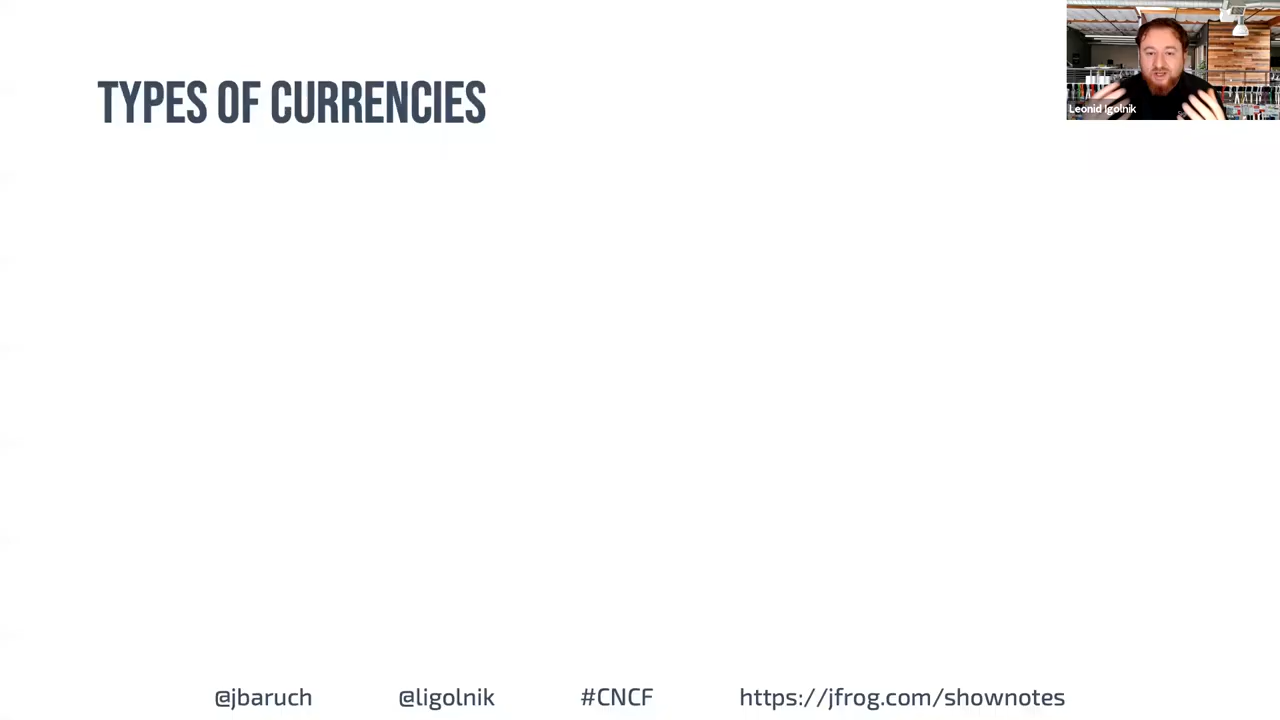 TYPES OF CURRENCIES
Leonid Igolnik
@jbaruch @ligolnik #CNCF https://jfrog.com/shownotes